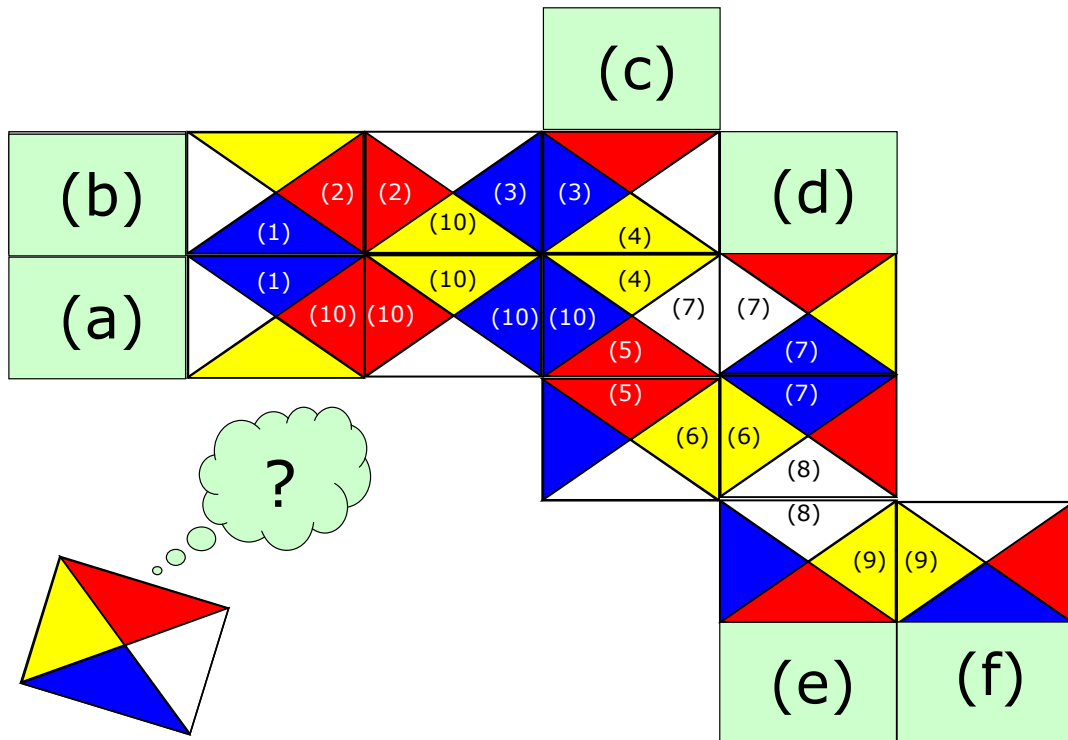 (c)
(b) (2) (2) (3) (3) (d)
(1) (10) (4)
(a) (1) (10) (4)
(10) (10) (10) (10) (7) (7)
(5) (7)
(5) (7)
(6) (6)
(8)
?
(8)
(9) (9)
(e) (f)